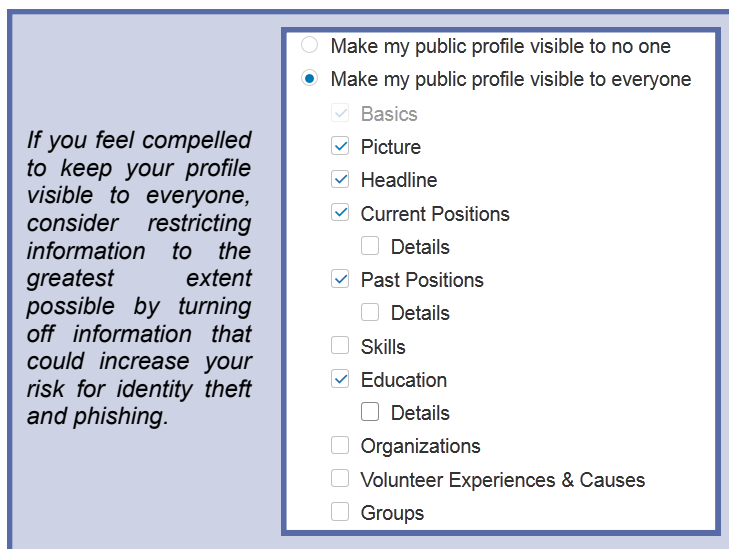 If you feel compelled
to keep your profile
visible to everyone,
consider restricting
information to the
greatest extent
possible by turning
off information that
could increase your
risk for identity theft
and phishing.
Make my public profile visible to no one
Make my public profile visible to everyone
Basics
Picture
Headline
Current Positions
Details
Past Positions
Details
Skills
Education
Details
Organizations
Volunteer Experiences & Causes
Groups